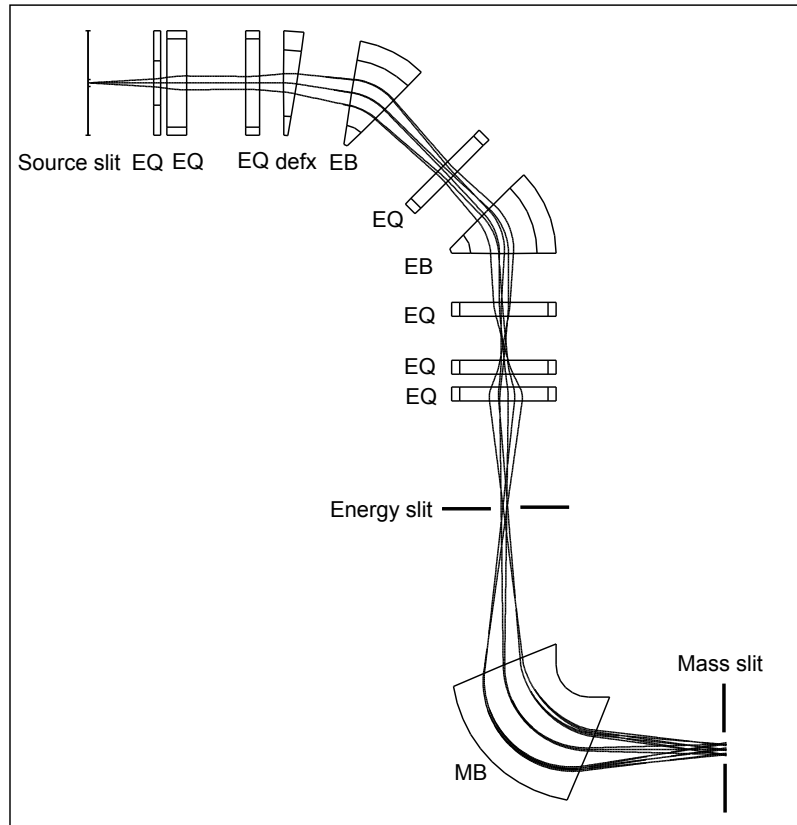 Source slit EQ EQ EQ defx EB
EQ
EB
EQ
EQ
EQ
Energy slit
Mass slit
MB